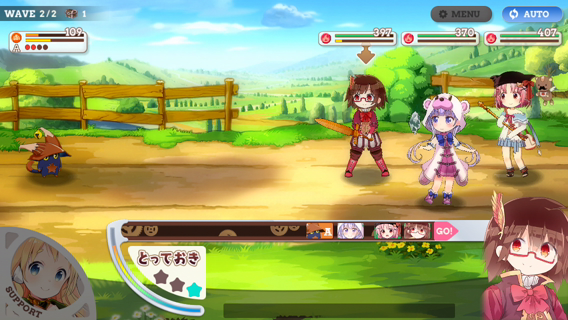 WAVE 2/2 1
MENU
AUTO
109
A
397
370
407
A
GO!
とっておき
SUPPORT